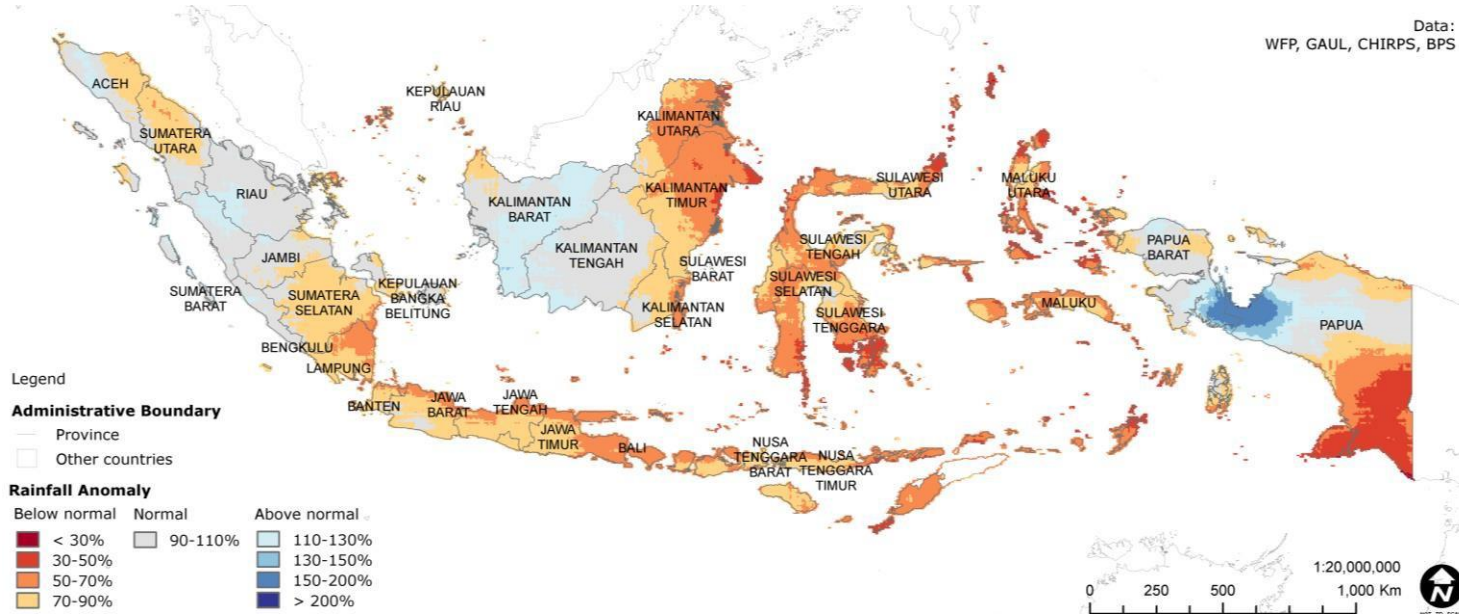 Data:
WFP, GAUL, CHIRPS, BPS
ACEH
SUMATERA
UTARA
RIAU
KEPULAUAN
RIAU
JAMBI
SUMATERA
BARAT
SUMATERA
SELATAN
KEPULAUAN
BANGKA
BELITUNG
BENGKULU
LAMPUNG
KALIMANTAN
UTARA
KALIMANTAN
BARAT
KALIMANTAN
TIMUR
KALIMANTAN
TENGAH
KALIMANTAN
SELATAN
SULAWESI
UTARA
SULAWESI
TENGAH
SULAWESI
BARAT
SULAWESI
SELATAN
SULAWESI
TENGGARA
MALUKU
UTARA
MALUKU
PAPUA
BARAT
PAPUA
BANTEN
JAWA
BARAT
JAWA
TENGAH
JAWA
TIMUR
BALI
NUSA
TENGGARA
BARAT
NUSA
TENGGARA
TIMUR
Legend
Administrative Boundary
Province
Other countries
Rainfall Anomaly
Below normal
< 30%
30-50%
50-70%
70-90%
Normal
90-110%
Above normal
110-130%
130-150%
150-200%
> 200%
1:20,000,000
0 250 500 1,000 Km
N